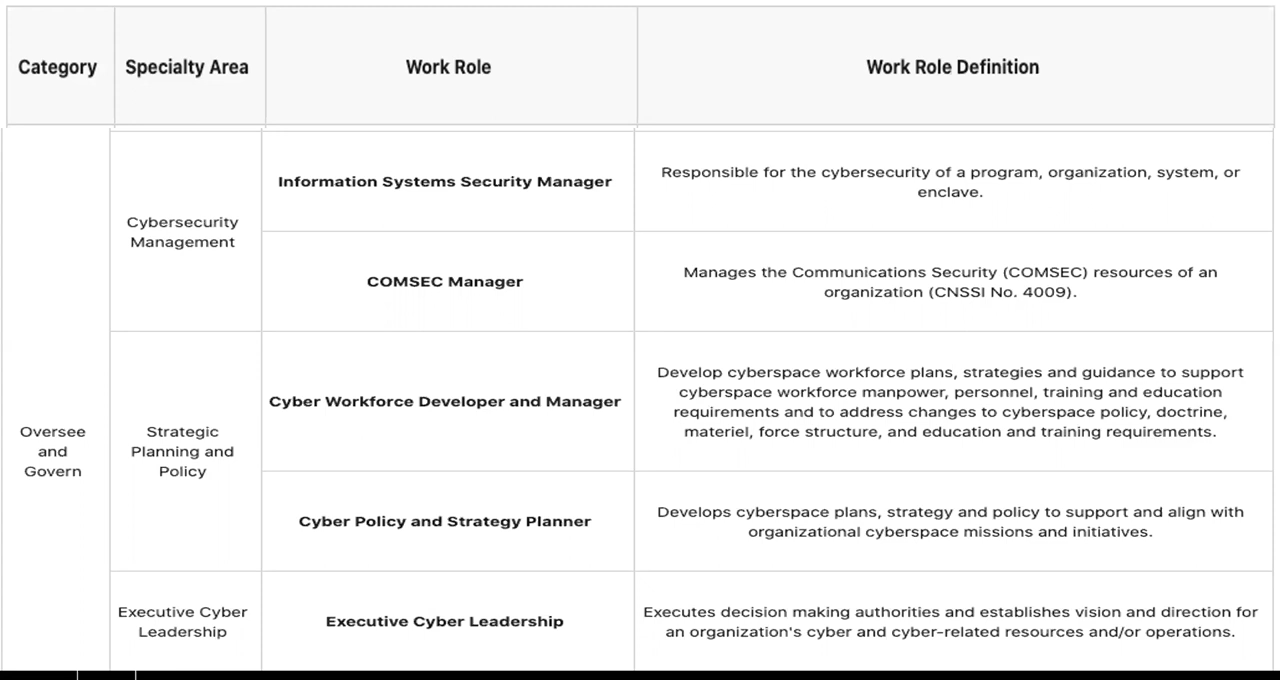 Category
Specialty Area
Work Role
Work Role Definition
Oversee
and
Govern
Cybersecurity
Management
Information Systems Security Manager
Responsible for the cybersecurity of a program, organization, system, or
enclave.
COMSEC Manager
Manages the Communications Security (COMSEC) resources of an
organization (CNSSI No. 4009).
Strategic
Planning and
Policy
Cyber Workforce Developer and Manager
Develop cyberspace workforce plans, strategies and guidance to support
cyberspace workforce manpower, personnel, training and education
requirements and to address changes to cyberspace policy, doctrine,
materiel, force structure, and education and training requirements.
Cyber Policy and Strategy Planner
Develops cyberspace plans, strategy and policy to support and align with
organizational cyberspace missions and initiatives.
Executive Cyber
Leadership
Executive Cyber Leadership
Executes decision making authorities and establishes vision and direction for
an organization's cyber and cyber-related resources and/or operations.